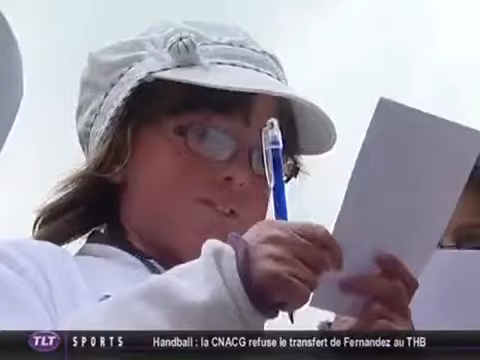 TLT SPORTS Handball : la CNACG refuse le transfert de Fernandez au THB